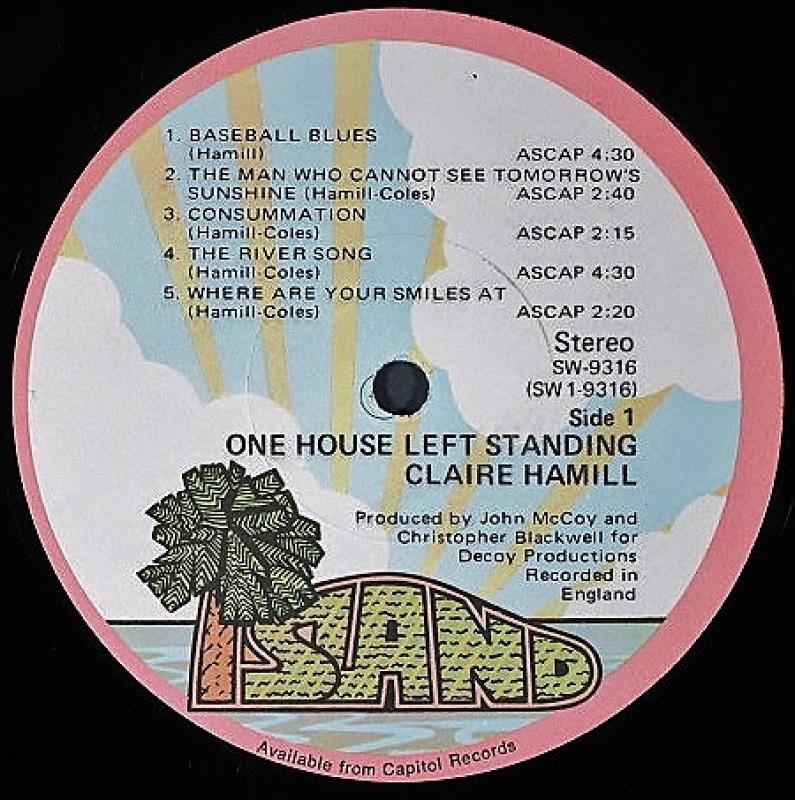 1. BASEBALL BLUES
(Hamill) ASCAP 4:30
2. THE MAN WHO CANNOT SEE TOMORROW'S
SUNSHINE (Hamill-Coles) ASCAP 2:40
3. CONSUMMATION
(Hamill-Coles) ASCAP 2:15
4. THE RIVER SONG
(Hamill-Coles) ASCAP 4:30
5. WHERE ARE YOUR SMILES AT
(Hamill-Coles) ASCAP 2:20
Stereo
SW-9316
(SW1-9316)
Side 1
ONE HOUSE LEFT STANDING
CLAIRE HAMILL
Produced by John McCoy and
Christopher Blackwell for
Decoy Productions
Recorded in
England
ISLAND
Available from Capitol Records